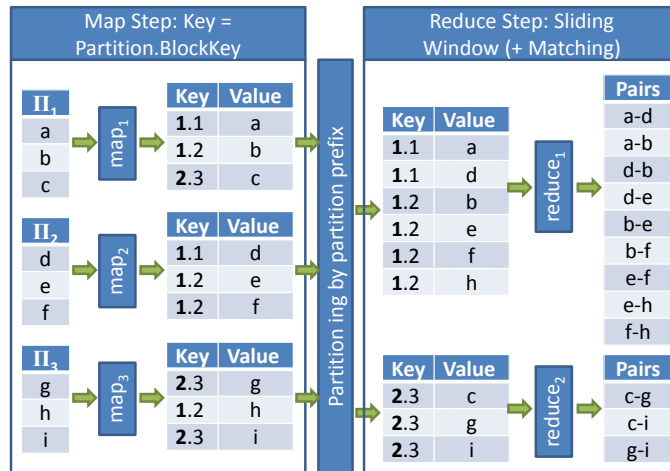 Map Step: Key =
Partition.BlockKey
Π1
a
b
c
map1
Key Value
1.1 a
1.2 b
2.3 c
Π2
d
e
f
map2
Key Value
1.1 d
1.2 e
1.2 f
Π3
g
h
i
map3
Key Value
2.3 g
1.2 h
2.3 i
Partition ing by partition prefix
Reduce Step: Sliding
Window (+ Matching)
Key Value
1.1 a
1.1 d
1.2 b
1.2 e
1.2 f
1.2 h
reduce1
Pairs
a-d
a-b
d-b
d-e
b-e
b-f
e-f
e-h
f-h
Key Value
2.3 c
2.3 g
2.3 i
reduce2
Pairs
c-g
c-i
g-i